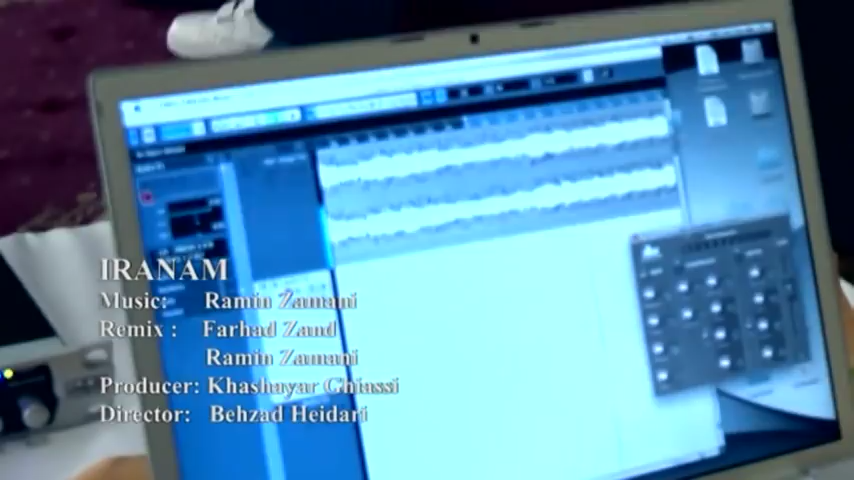 IRANAM
Music: Ramin Zamani
Remix : Farhad Zand
Ramin Zamani
Producer: Khashayar Ghiassi
Director: Behzad Heidari